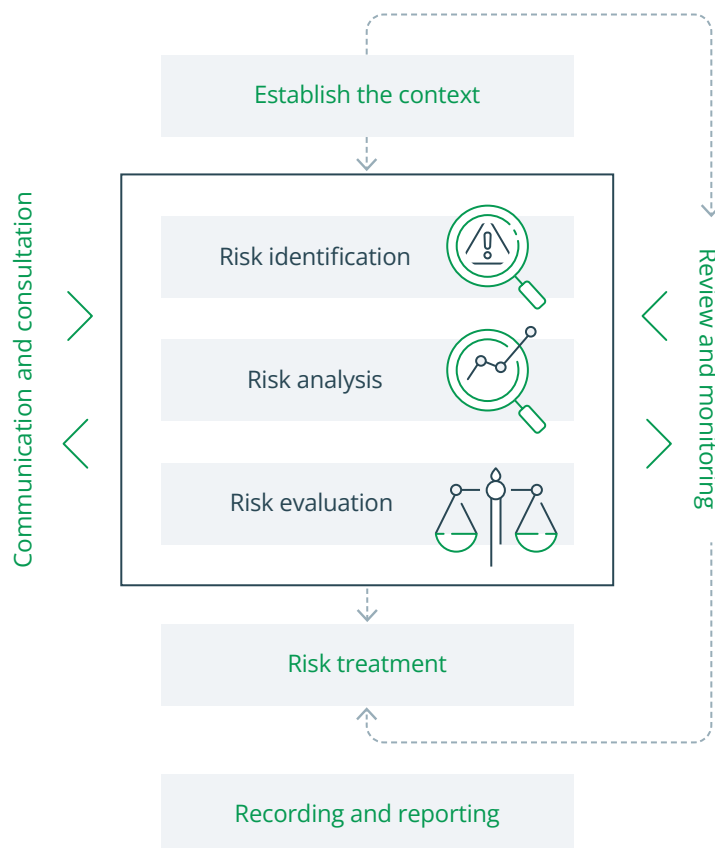 Establish the context
Communication and consultation
Risk identification
Risk analysis
Risk evaluation
Review and monitoring
Risk treatment
Recording and reporting